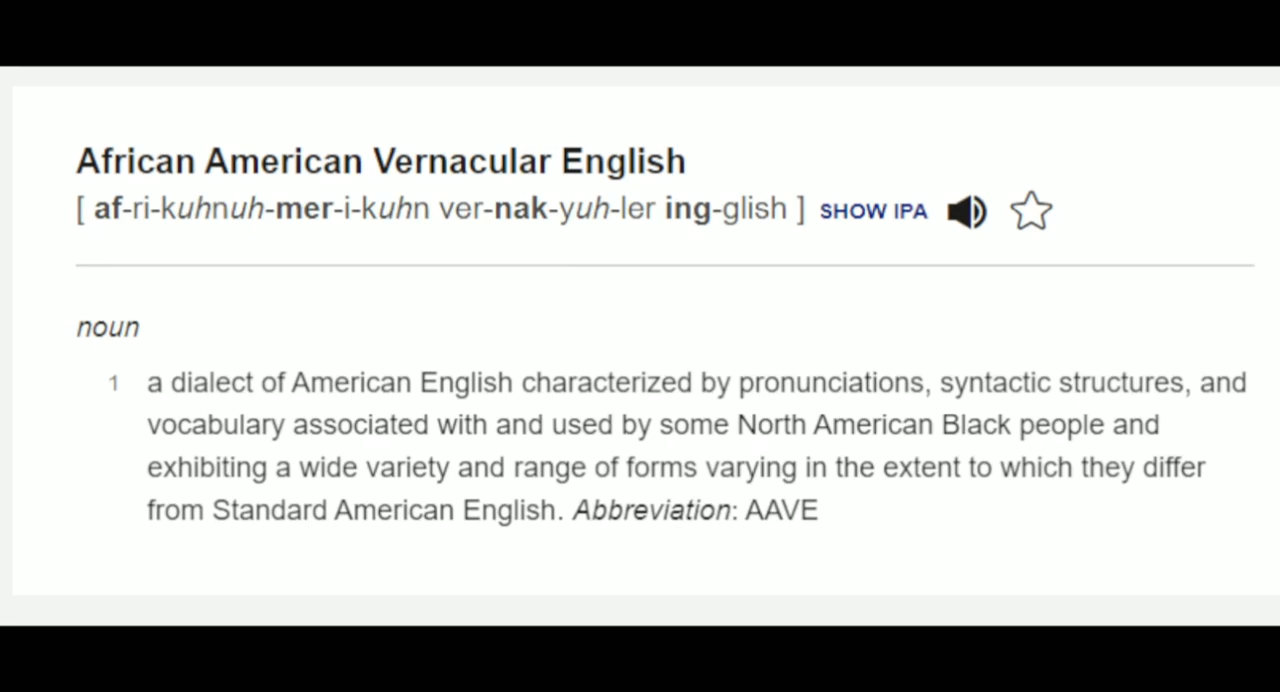 African American Vernacular English
[ af-ri-kuhnuh-mer-i-kuhn ver-nak-yuh-ler ing-glish ] SHOW IPA
noun
1 a dialect of American English characterized by pronunciations, syntactic structures, and
vocabulary associated with and used by some North American Black people and
exhibiting a wide variety and range of forms varying in the extent to which they differ
from Standard American English. Abbreviation: AAVE